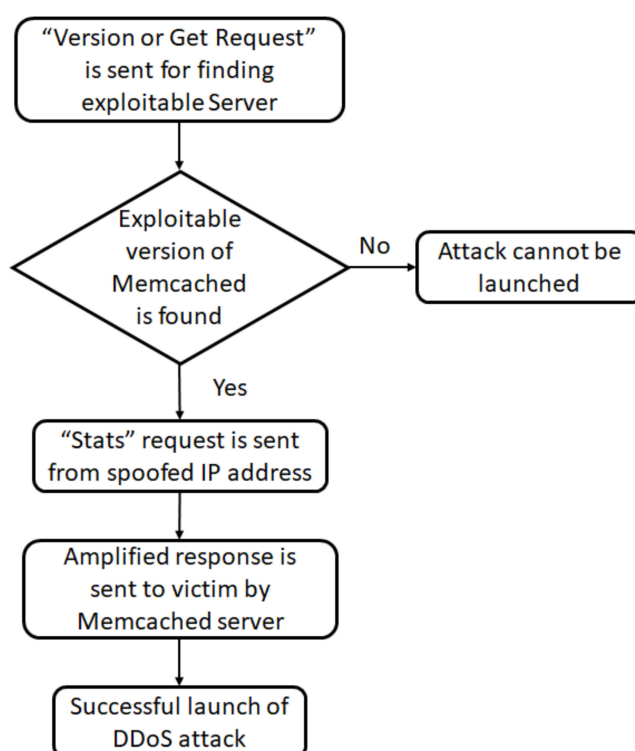 “Version or Get Request”
is sent for finding
exploitable Server
Exploitable
version of
Memcached
is found
No
Attack cannot be
launched
Yes
“Stats” request is sent
from spoofed IP address
Amplified response is
sent to victim by
Memcached server
Successful launch of
DDoS attack